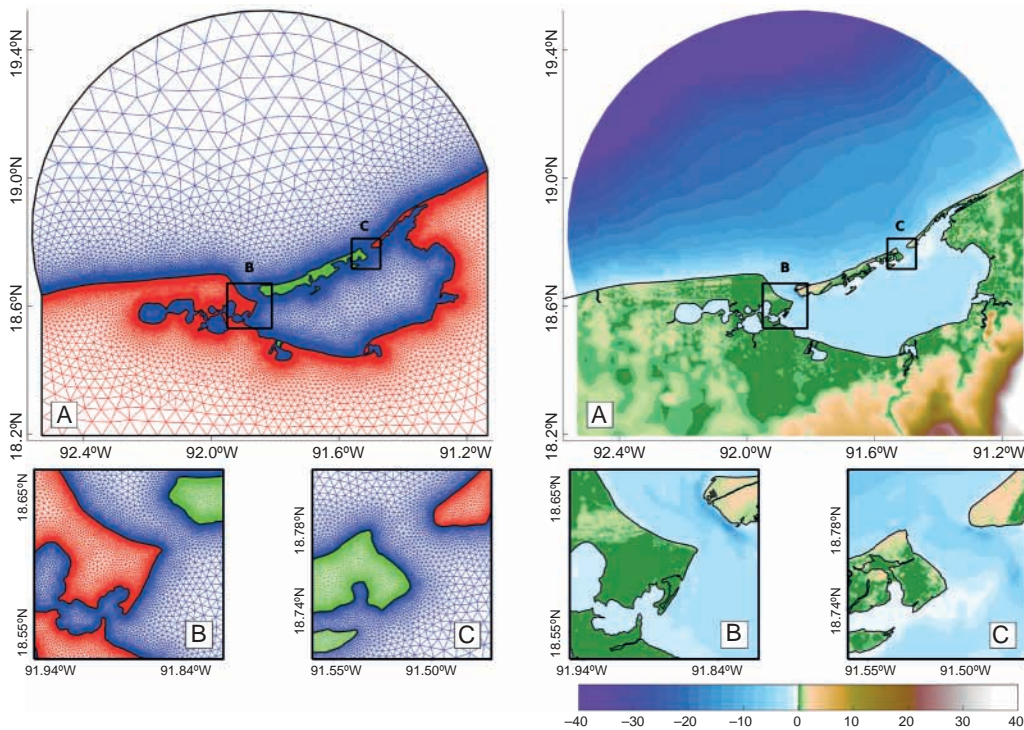 19.4ºN
19.0ºN
18.6ºN
18.2ºN
C
B
A
92.4ºW 92.0ºW 91.6ºW 91.2ºW
19.4ºN
19.0ºN
18.6ºN
18.2ºN
C
B
A
92.4ºW 92.0ºW 91.6ºW 91.2ºW
18.65ºN
18.55ºN
B
91.94ºW 91.84ºW
18.78ºN
18.74ºN
C
91.55ºW 91.50ºW
18.65ºN
18.55ºN
B
91.94ºW 91.84ºW
18.78ºN
18.74ºN
C
91.55ºW 91.50ºW
–40 –30 –20 –10 0 10 20 30 40